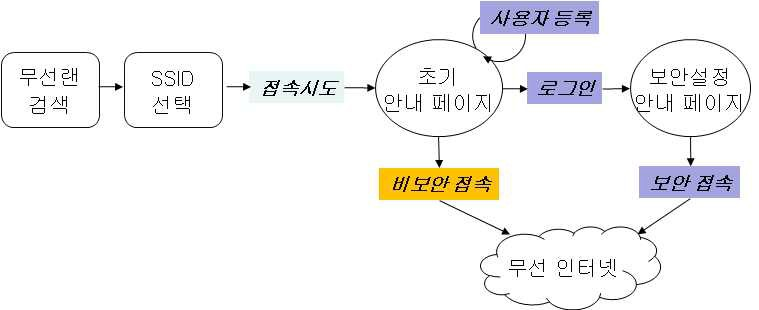 사용자 등록
무선랜
검색
SSID
선택
접속시도
초기
안내 페이지
로그인
보안설정
안내 페이지
비보안 접속
보안 접속
무선 인터넷